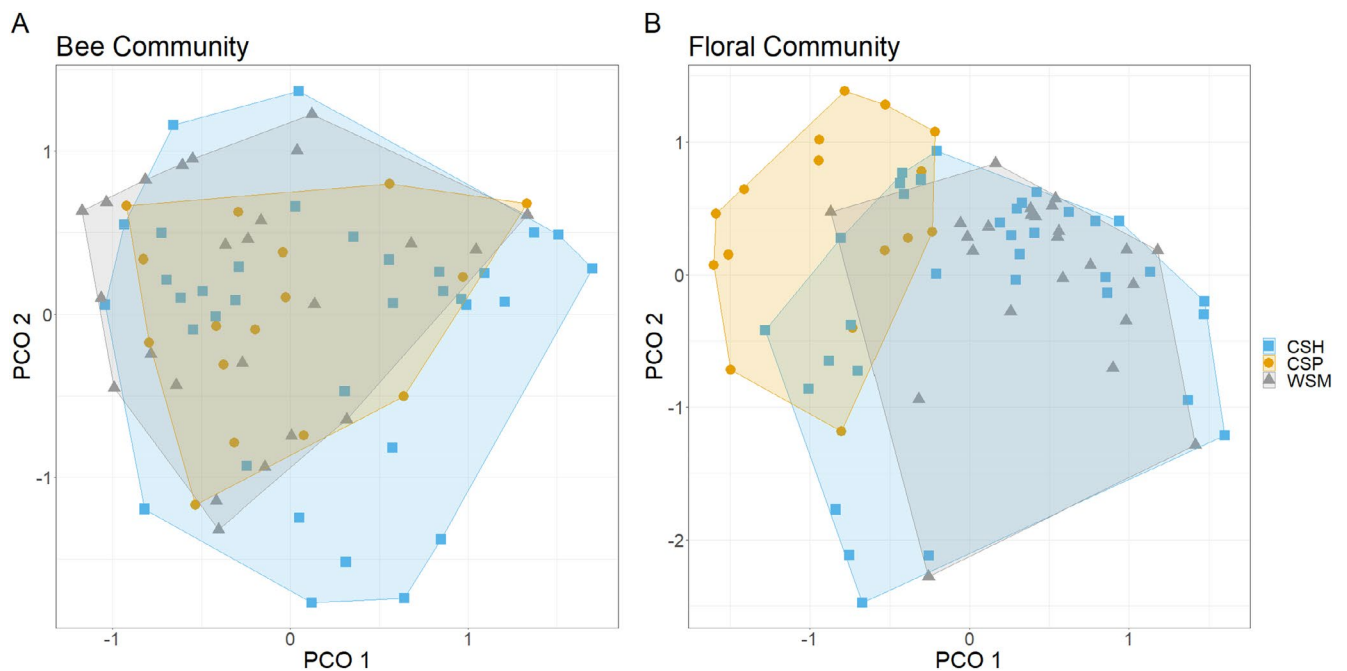 A
Bee Community
1
0
-1
-1
0
1
PCO 2
PCO 1
B
Floral Community
1
0
-1
-2
-1
0
1
PCO 2
PCO 1
CSH
CSP
WSM